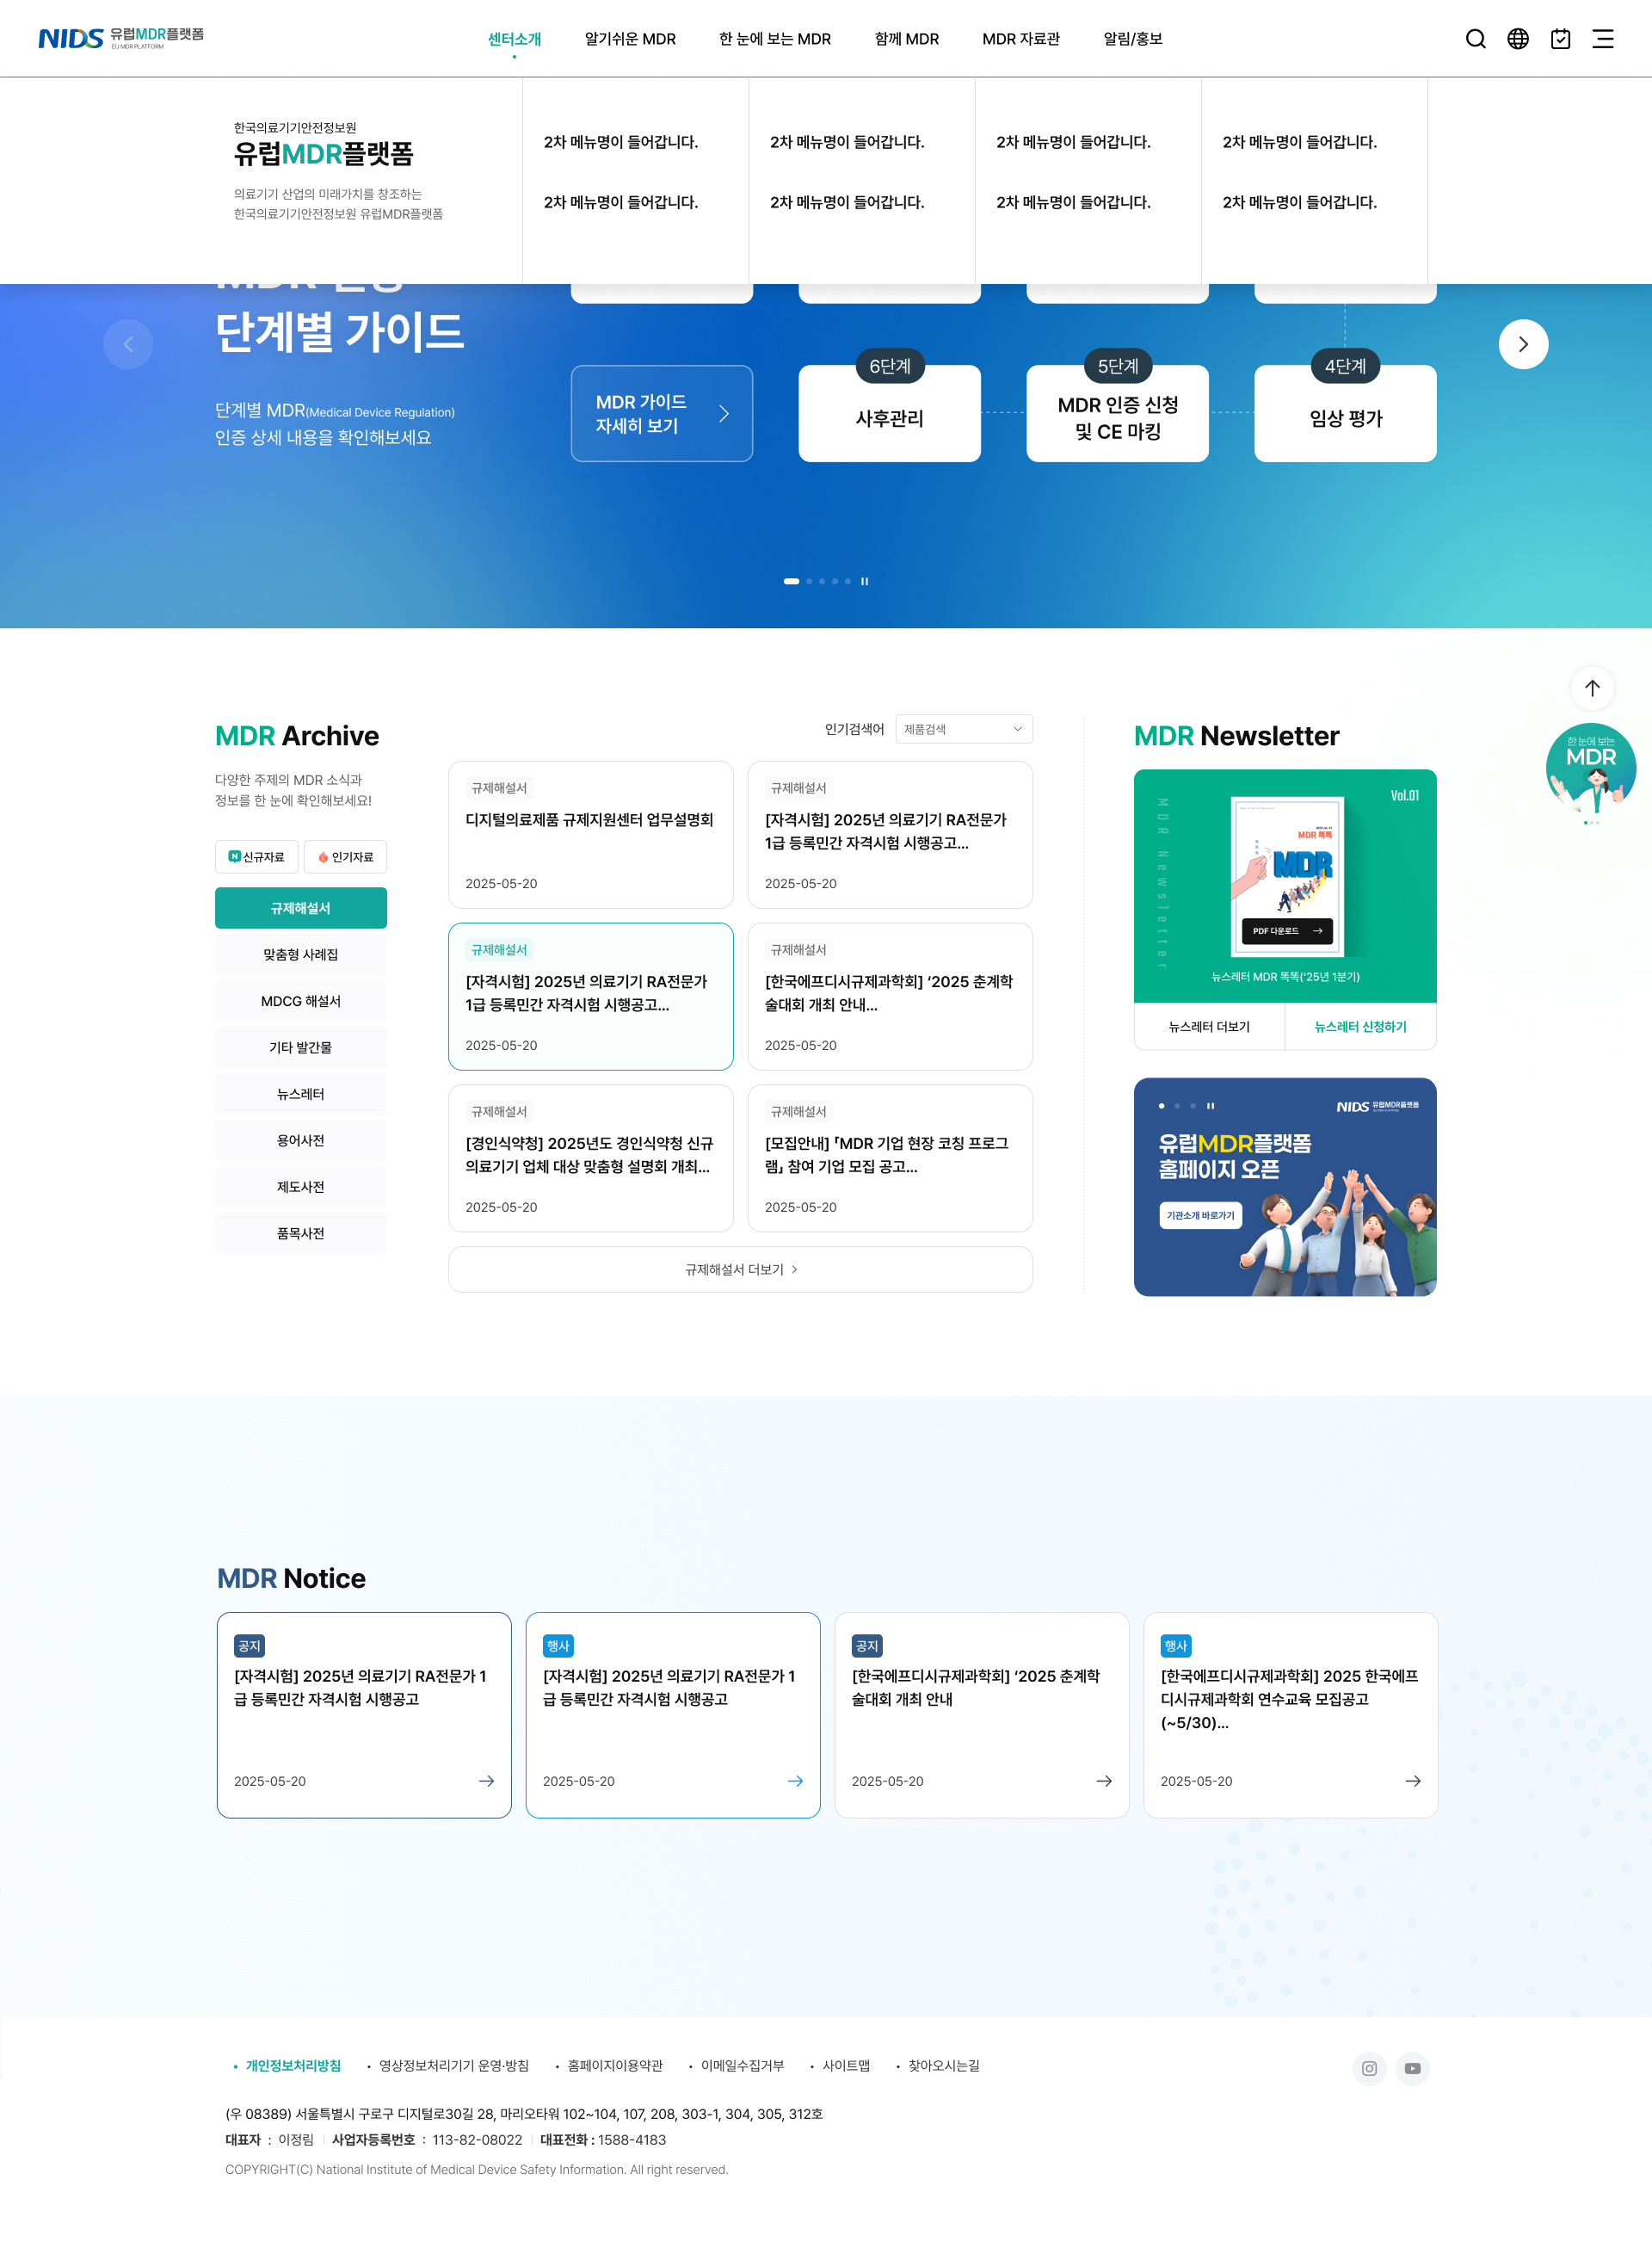 NIDS 유럽MDR플랫폼
EU MDR PLATFORM
센터소개 알기쉬운 MDR 한 눈에 보는 MDR 함께 MDR MDR 자료관 알림/홍보
한국의료기기안전정보원
유럽MDR플랫폼
의료기기 산업의 미래가치를 창조하는
한국의료기기안전정보원 유럽MDR플랫폼
2차 메뉴명이 들어갑니다. 2차 메뉴명이 들어갑니다. 2차 메뉴명이 들어갑니다. 2차 메뉴명이 들어갑니다.
2차 메뉴명이 들어갑니다. 2차 메뉴명이 들어갑니다. 2차 메뉴명이 들어갑니다. 2차 메뉴명이 들어갑니다.
단계별 가이드
단계별 MDR(Medical Device Regulation)
인증 상세 내용을 확인해보세요
MDR 가이드
자세히 보기
6단계
사후관리
5단계
MDR 인증 신청
및 CE 마킹
4단계
임상 평가
MDR Archive
다양한 주제의 MDR 소식과
정보를 한 눈에 확인해보세요!
신규자료 인기자료
규제해설서
맞춤형 사례집
MDCG 해설서
기타 발간물
뉴스레터
용어사전
제도사전
품목사전
인기검색어 제품검색
규제해설서
디지털의료제품 규제지원센터 업무설명회
2025-05-20
규제해설서
[자격시험] 2025년 의료기기 RA전문가
1급 등록민간 자격시험 시행공고...
2025-05-20
규제해설서
[자격시험] 2025년 의료기기 RA전문가
1급 등록민간 자격시험 시행공고...
2025-05-20
규제해설서
[한국에프디시규제과학회] ‘2025 춘계학
술대회 개최 안내...
2025-05-20
규제해설서
[경인식약청] 2025년도 경인식약청 신규
의료기기 업체 대상 맞춤형 설명회 개최...
2025-05-20
규제해설서
[모집안내] 「MDR 기업 현장 코칭 프로그
램」 참여 기업 모집 공고...
2025-05-20
규제해설서 더보기
MDR Newsletter
MDR Newsletter
Vol.01
MDR 똑똑
MDR
PDF 다운로드
뉴스레터 MDR 똑똑(‘25년 1분기)
뉴스레터 더보기 뉴스레터 신청하기
NIDS 유럽MDR플랫폼
유럽MDR플랫폼
홈페이지 오픈
기관소개 바로가기
한 눈에 보는
MDR
MDR Notice
공지
[자격시험] 2025년 의료기기 RA전문가 1
급 등록민간 자격시험 시행공고
2025-05-20
행사
[자격시험] 2025년 의료기기 RA전문가 1
급 등록민간 자격시험 시행공고
2025-05-20
공지
[한국에프디시규제과학회] ‘2025 춘계학
술대회 개최 안내
2025-05-20
행사
[한국에프디시규제과학회] 2025 한국에프
디시규제과학회 연수교육 모집공고
(~5/30)...
2025-05-20
• 개인정보처리방침 • 영상정보처리기기 운영·방침 • 홈페이지이용약관 • 이메일수집거부 • 사이트맵 • 찾아오시는길
(우 08389) 서울특별시 구로구 디지털로30길 28, 마리오타워 102~104, 107, 208, 303-1, 304, 305, 312호
대표자 : 이정림 | 사업자등록번호 : 113-82-08022 | 대표전화 : 1588-4183
COPYRIGHT(C) National Institute of Medical Device Safety Information. All right reserved.